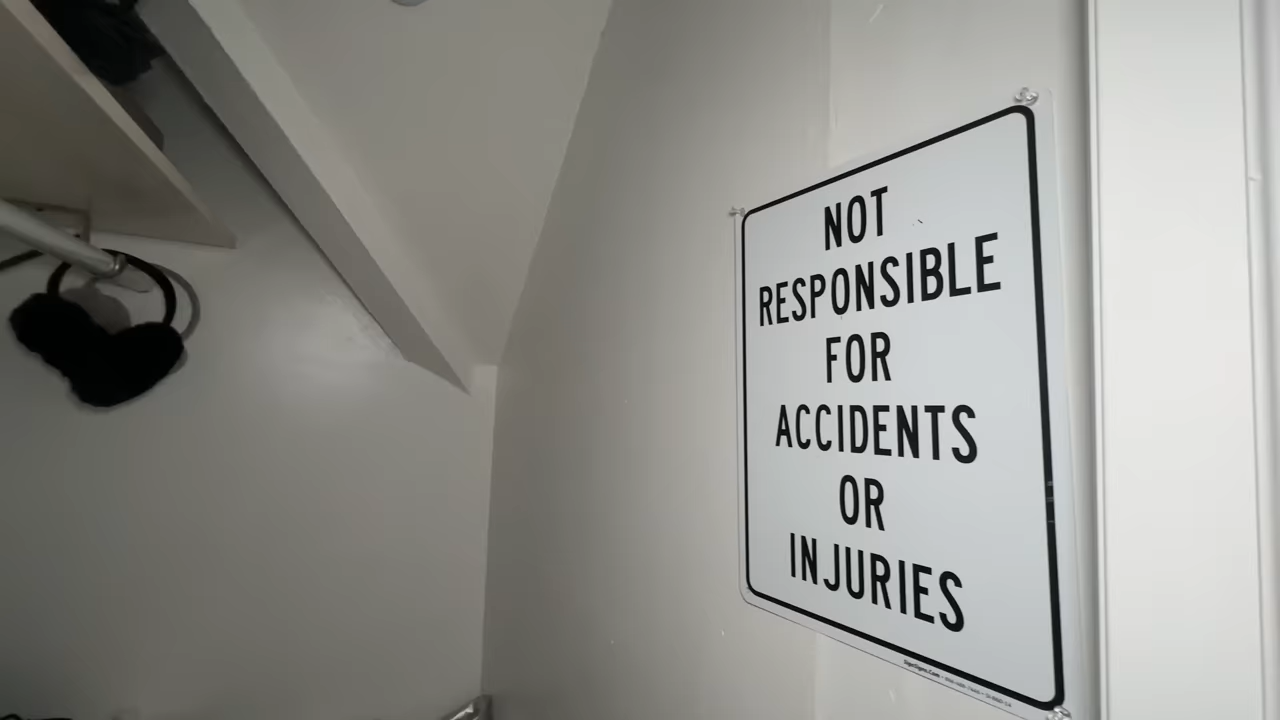 NOT
RESPONSIBLE
FOR
ACCIDENTS
OR
INJURIES